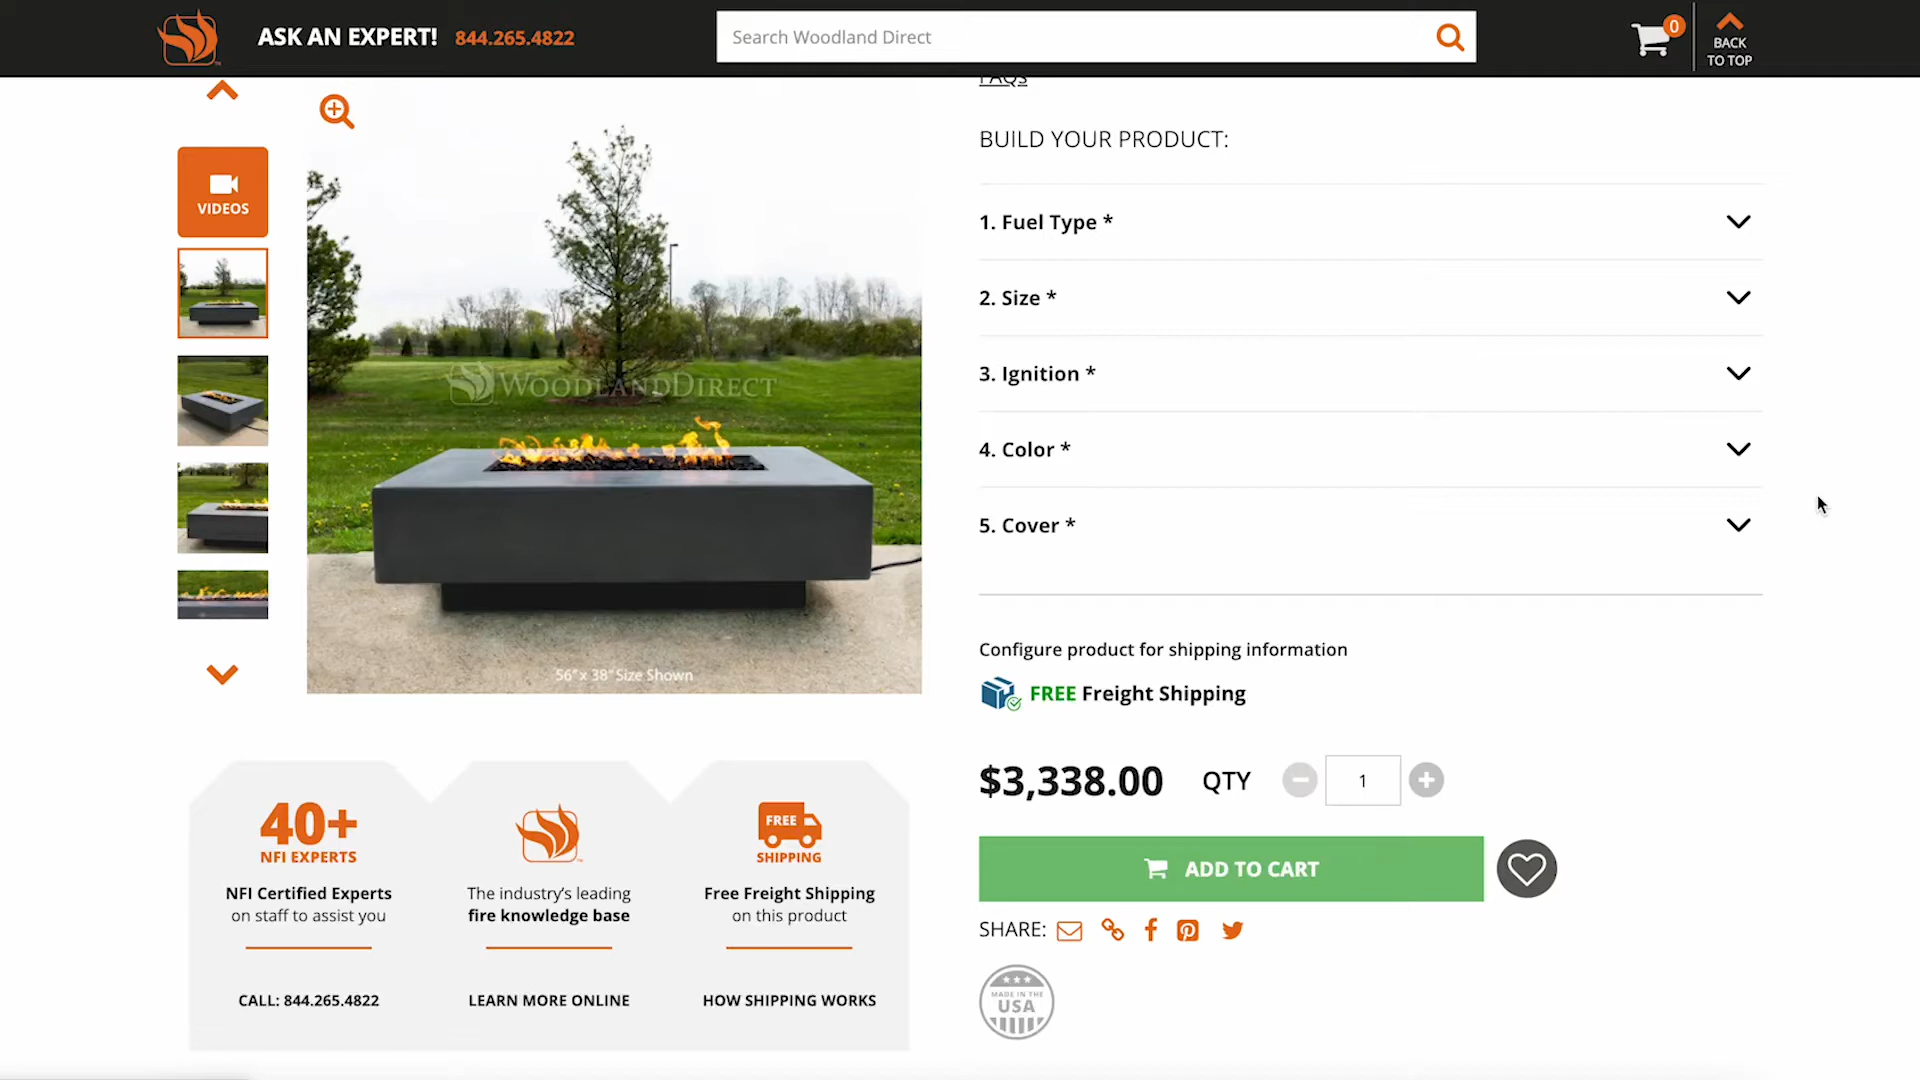 ASK AN EXPERT! 844.265.4822
Search Woodland Direct
0
BACK
TO TOP
FAQs
VIDEOS
WOODLANDDIRECT
56" x 38" Size Shown
BUILD YOUR PRODUCT:
1. Fuel Type *
2. Size *
3. Ignition *
4. Color *
5. Cover *
Configure product for shipping information
FREE Freight Shipping
$3,338.00 QTY 1
ADD TO CART
SHARE:
MADE IN THE
USA
40+
NFI EXPERTS
NFI Certified Experts
on staff to assist you
CALL: 844.265.4822
The industry's leading
fire knowledge base
LEARN MORE ONLINE
FREE
SHIPPING
Free Freight Shipping
on this product
HOW SHIPPING WORKS